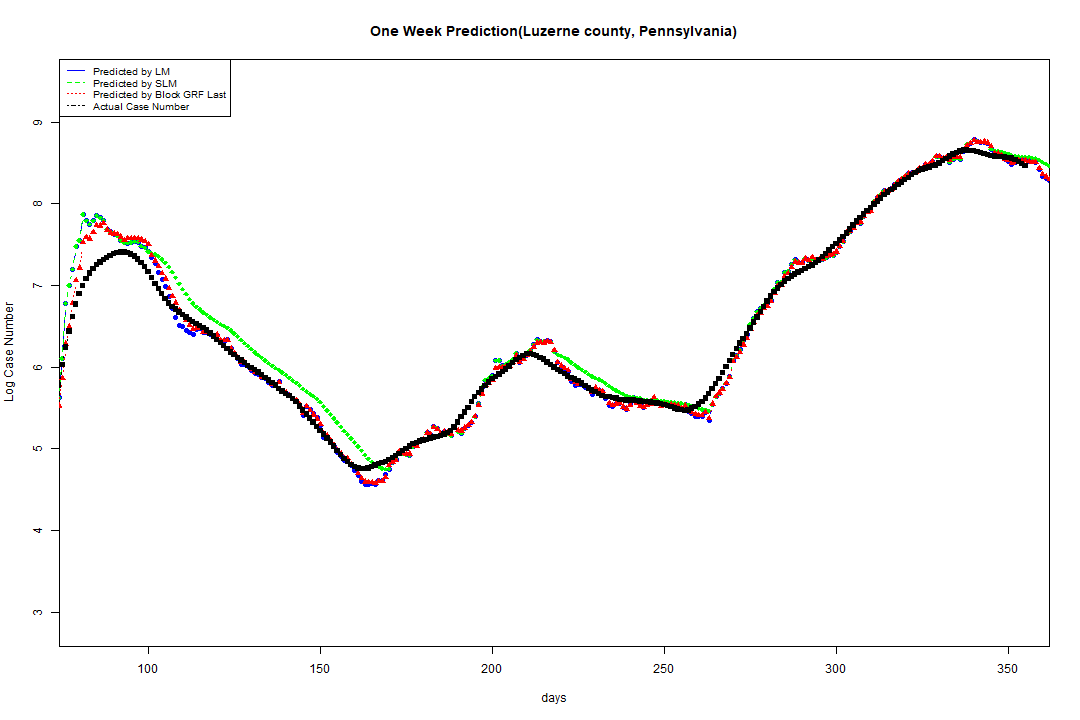 One Week Prediction(Luzerne county, Pennsylvania)
Predicted by LM
Predicted by SLM
Predicted by Block GRF Last
Actual Case Number
9
8
7
6
5
4
3
Log Case Number
100 150 200 250 300 350
days